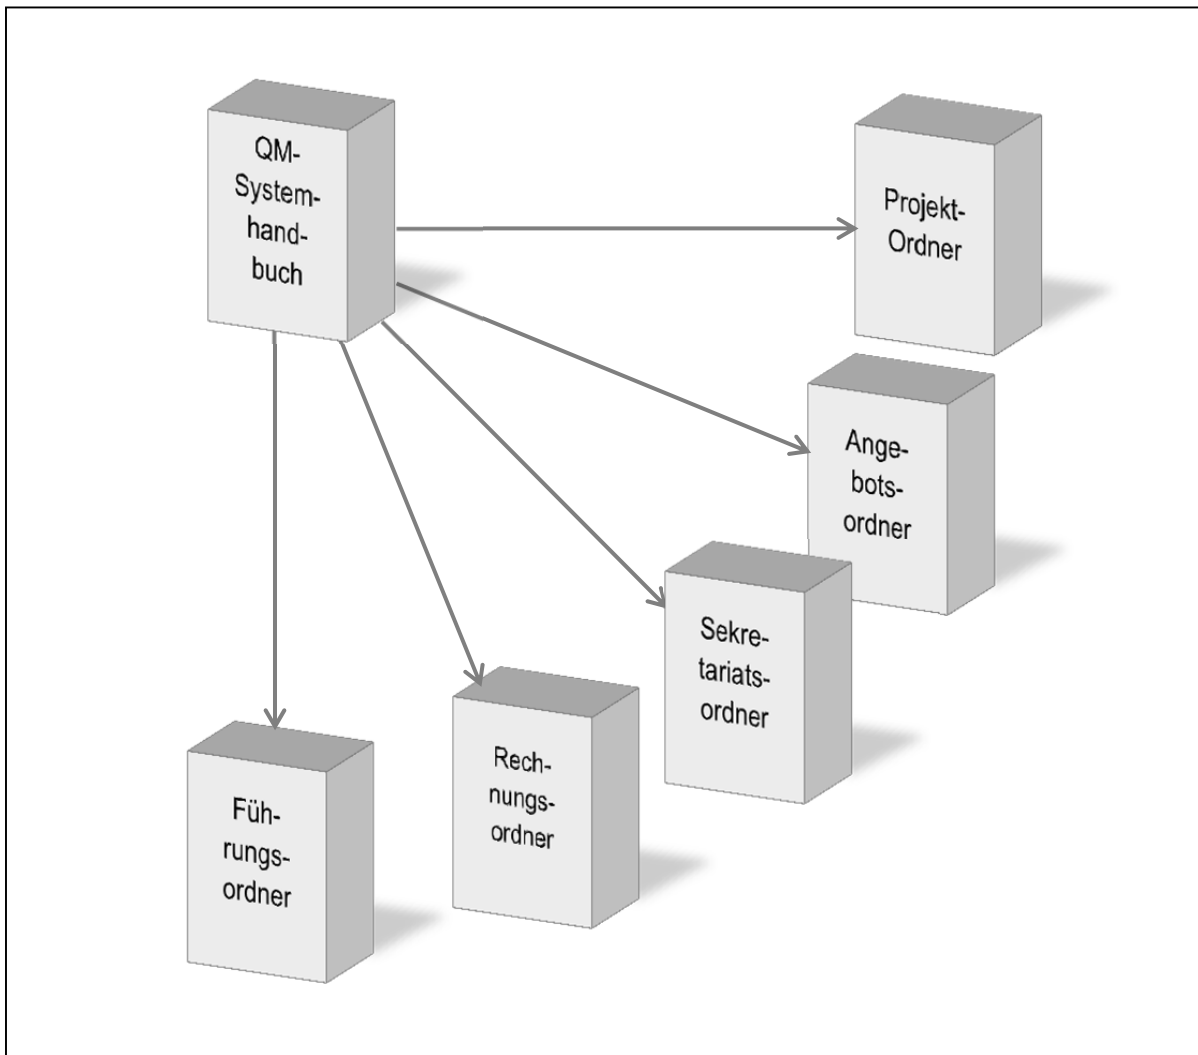 QM-
System-
hand-
buch
Projekt-
Ordner
Ange-
bots-
ordner
Sekre-
tariats-
ordner
Rech-
nungs-
ordner
Füh-
rungs-
ordner